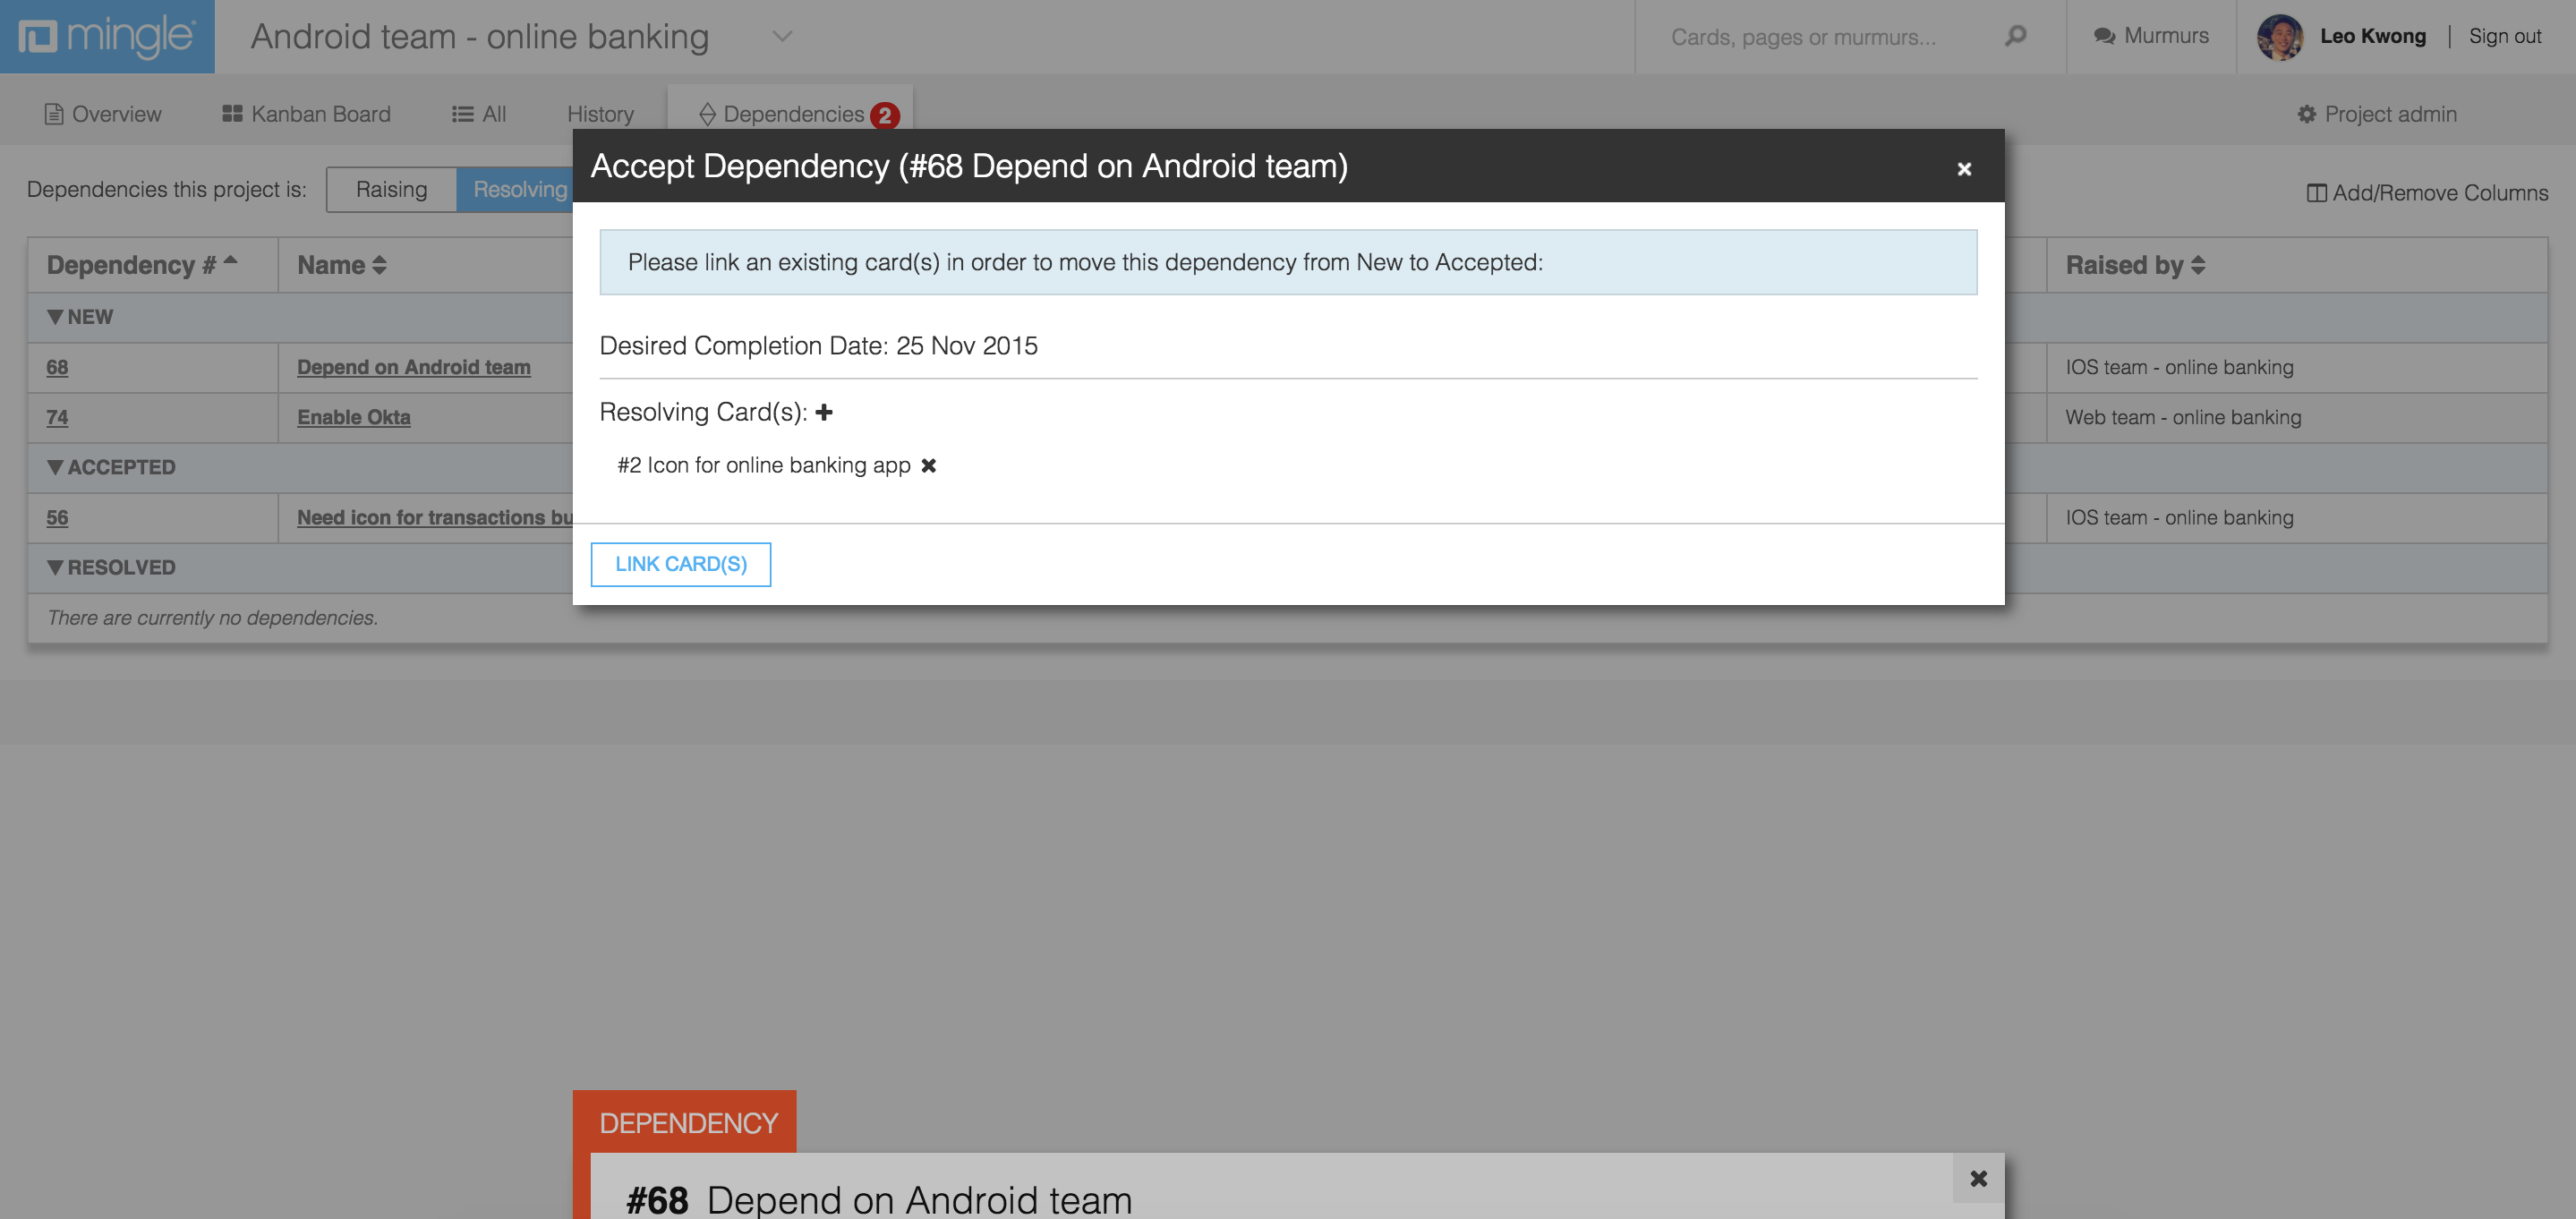 mingle
Android team - online banking
Cards, pages or murmurs...
Murmurs
Leo Kwong | Sign out
Overview
Kanban Board
All
History
Dependencies 2
Project admin
Accept Dependency (#68 Depend on Android team)
Dependencies this project is: Raising Resolving
Add/Remove Columns
Please link an existing card(s) in order to move this dependency from New to Accepted:
Desired Completion Date: 25 Nov 2015
Resolving Card(s):
#2 Icon for online banking app
LINK CARD(S)
Dependency # Name Raised by
NEW
68 Depend on Android team IOS team - online banking
74 Enable Okta Web team - online banking
ACCEPTED
56 Need icon for transactions bu IOS team - online banking
RESOLVED
There are currently no dependencies.
DEPENDENCY
#68 Depend on Android team